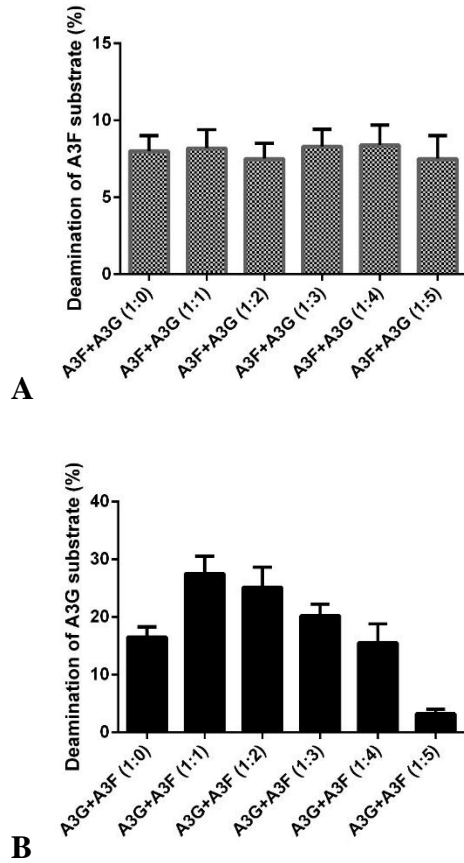 Deamination of A3F substrate (%)
15
10
5
0
A3F+A3G (1:0)
A3F+A3G (1:1)
A3F+A3G (1:2)
A3F+A3G (1:3)
A3F+A3G (1:4)
A3F+A3G (1:5)
A
Deamination of A3G substrate (%)
40
30
20
10
0
A3G+A3F (1:0)
A3G+A3F (1:1)
A3G+A3F (1:2)
A3G+A3F (1:3)
A3G+A3F (1:4)
A3G+A3F (1:5)
B